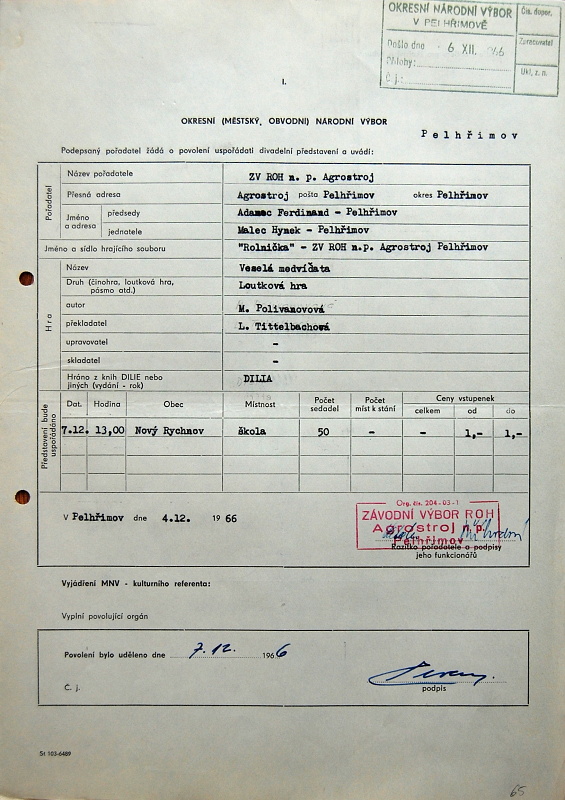 OKRESNÍ NÁRODNÍ VÝBOR
V PELHŘIMOVĚ
Došlo dne 6 XII. 1966
Přílohy:
Č j.:
Čís. dopor.
Zpracovatel
Ukl. zn.
I.
OKRESNÍ (MĚSTSKÝ, OBVODNÍ) NÁRODNÍ VÝBOR
Pelhřimov
Podepsaný pořadatel žádá o povolení uspořádati divadelní představení a uvádí:
Pořadatel
Název pořadatele ZV ROH n. p. Agrostroj
Přesná adresa Agrostroj pošta Pelhřimov okres Pelhřimov
Jméno a adresa předsedy Adamec Ferdinand - Pelhřimov
jednatele Malec Hynek - Pelhřimov
Jméno a sídlo hrajícího souboru "Rolnička" - ZV ROH n.p. Agrostroj Pelhřimov
Hra
Název Veselá medvíďata
Druh (činohra, loutková hra, Loutková hra
pásmo atd.)
autor M. Polivanovová
překladatel L. Tittelbachová
upravovatel -
skladatel -
Hráno z knih DILIE nebo DILIA
jiných (vydání - rok)
Představení bude uspořádáno
Dat. Hodina Obec Místnost Počet sedadel Počet míst k stání Ceny vstupenek
celkem od do
7.12. 13,00 Nový Rychnov škola 50 - - 1,- 1,-
V Pelhřimov dne 4.12. 1966
Org. čís. 204-03-1
ZÁVODNÍ VÝBOR ROH
Agrostroj n. p.
Pelhřimov
Razítko pořadatele a podpisy
jeho funkcionářů
Vyjádření MNV - kulturního referenta:
Vyplní povolující orgán
Povolení bylo uděleno dne 7.12. 1966
Č. j.
podpis
St 103-6489
65